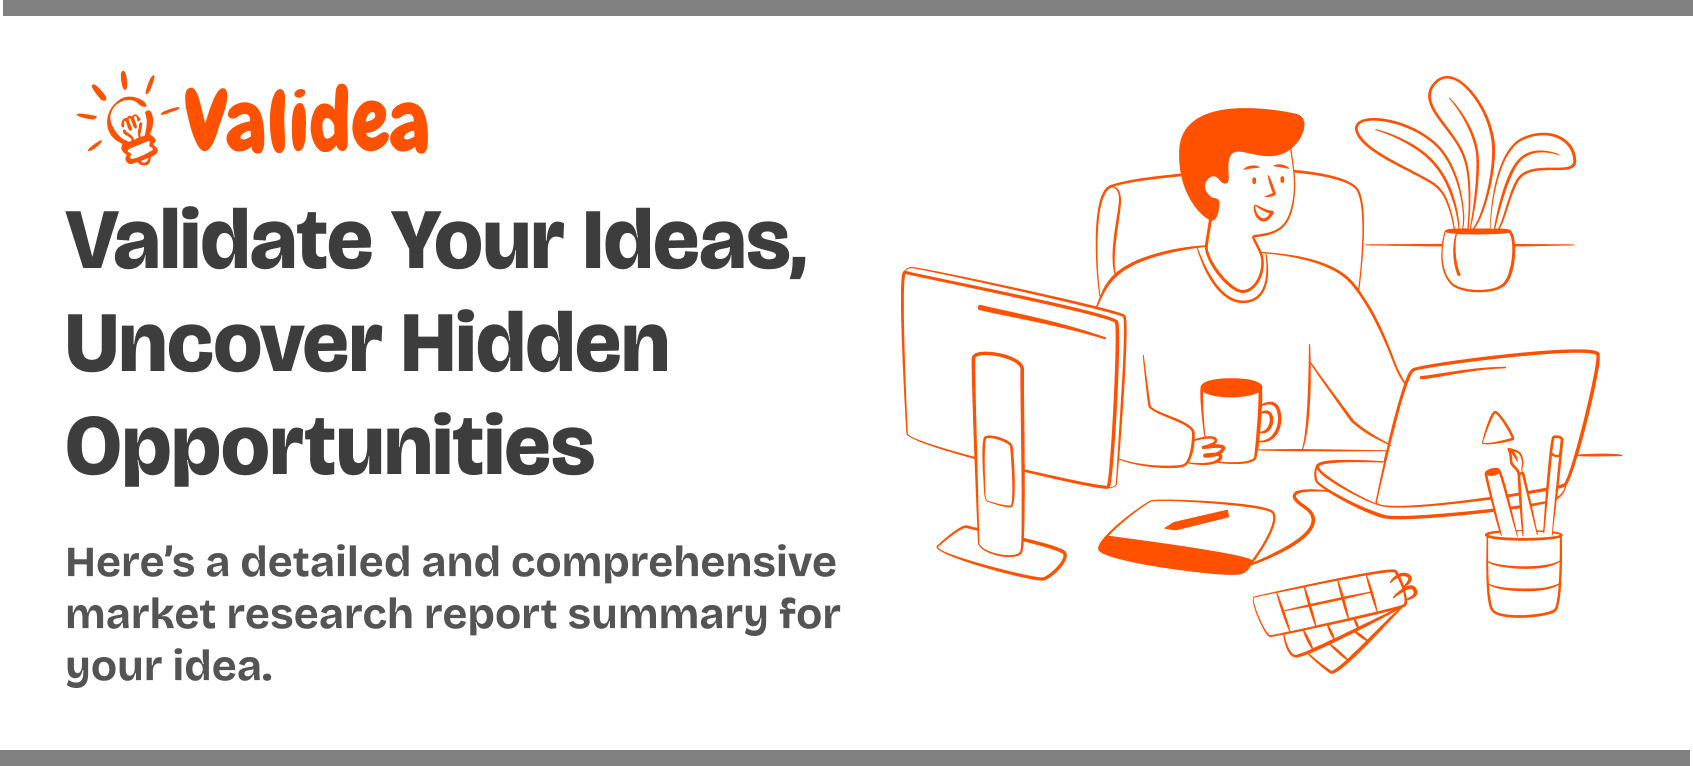 Validea
Validate Your Ideas,
Uncover Hidden
Opportunities
Here’s a detailed and comprehensive
market research report summary for
your idea.